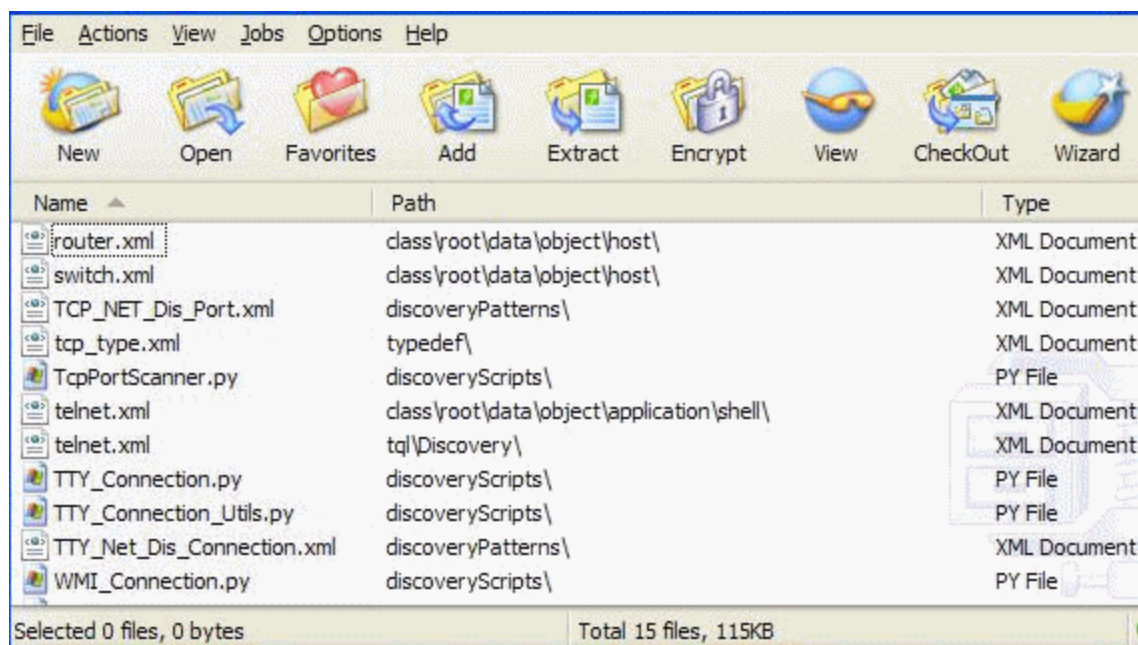 File Actions View Jobs Options Help
New Open Favorites Add Extract Encrypt View CheckOut Wizard
Name Path Type
router.xml class\root\data\object\host\ XML Document
switch.xml class\root\data\object\host\ XML Document
TCP_NET_Dis_Port.xml discoveryPatterns\ XML Document
tcp_type.xml typedef\ XML Document
TcpPortScanner.py discoveryScripts\ PY File
telnet.xml class\root\data\object\application\shell\ XML Document
telnet.xml tql\Discovery\ XML Document
TTY_Connection.py discoveryScripts\ PY File
TTY_Connection_Utils.py discoveryScripts\ PY File
TTY_Net_Dis_Connection.xml discoveryPatterns\ XML Document
WMI_Connection.py discoveryScripts\ PY File
Selected 0 files, 0 bytes Total 15 files, 115KB